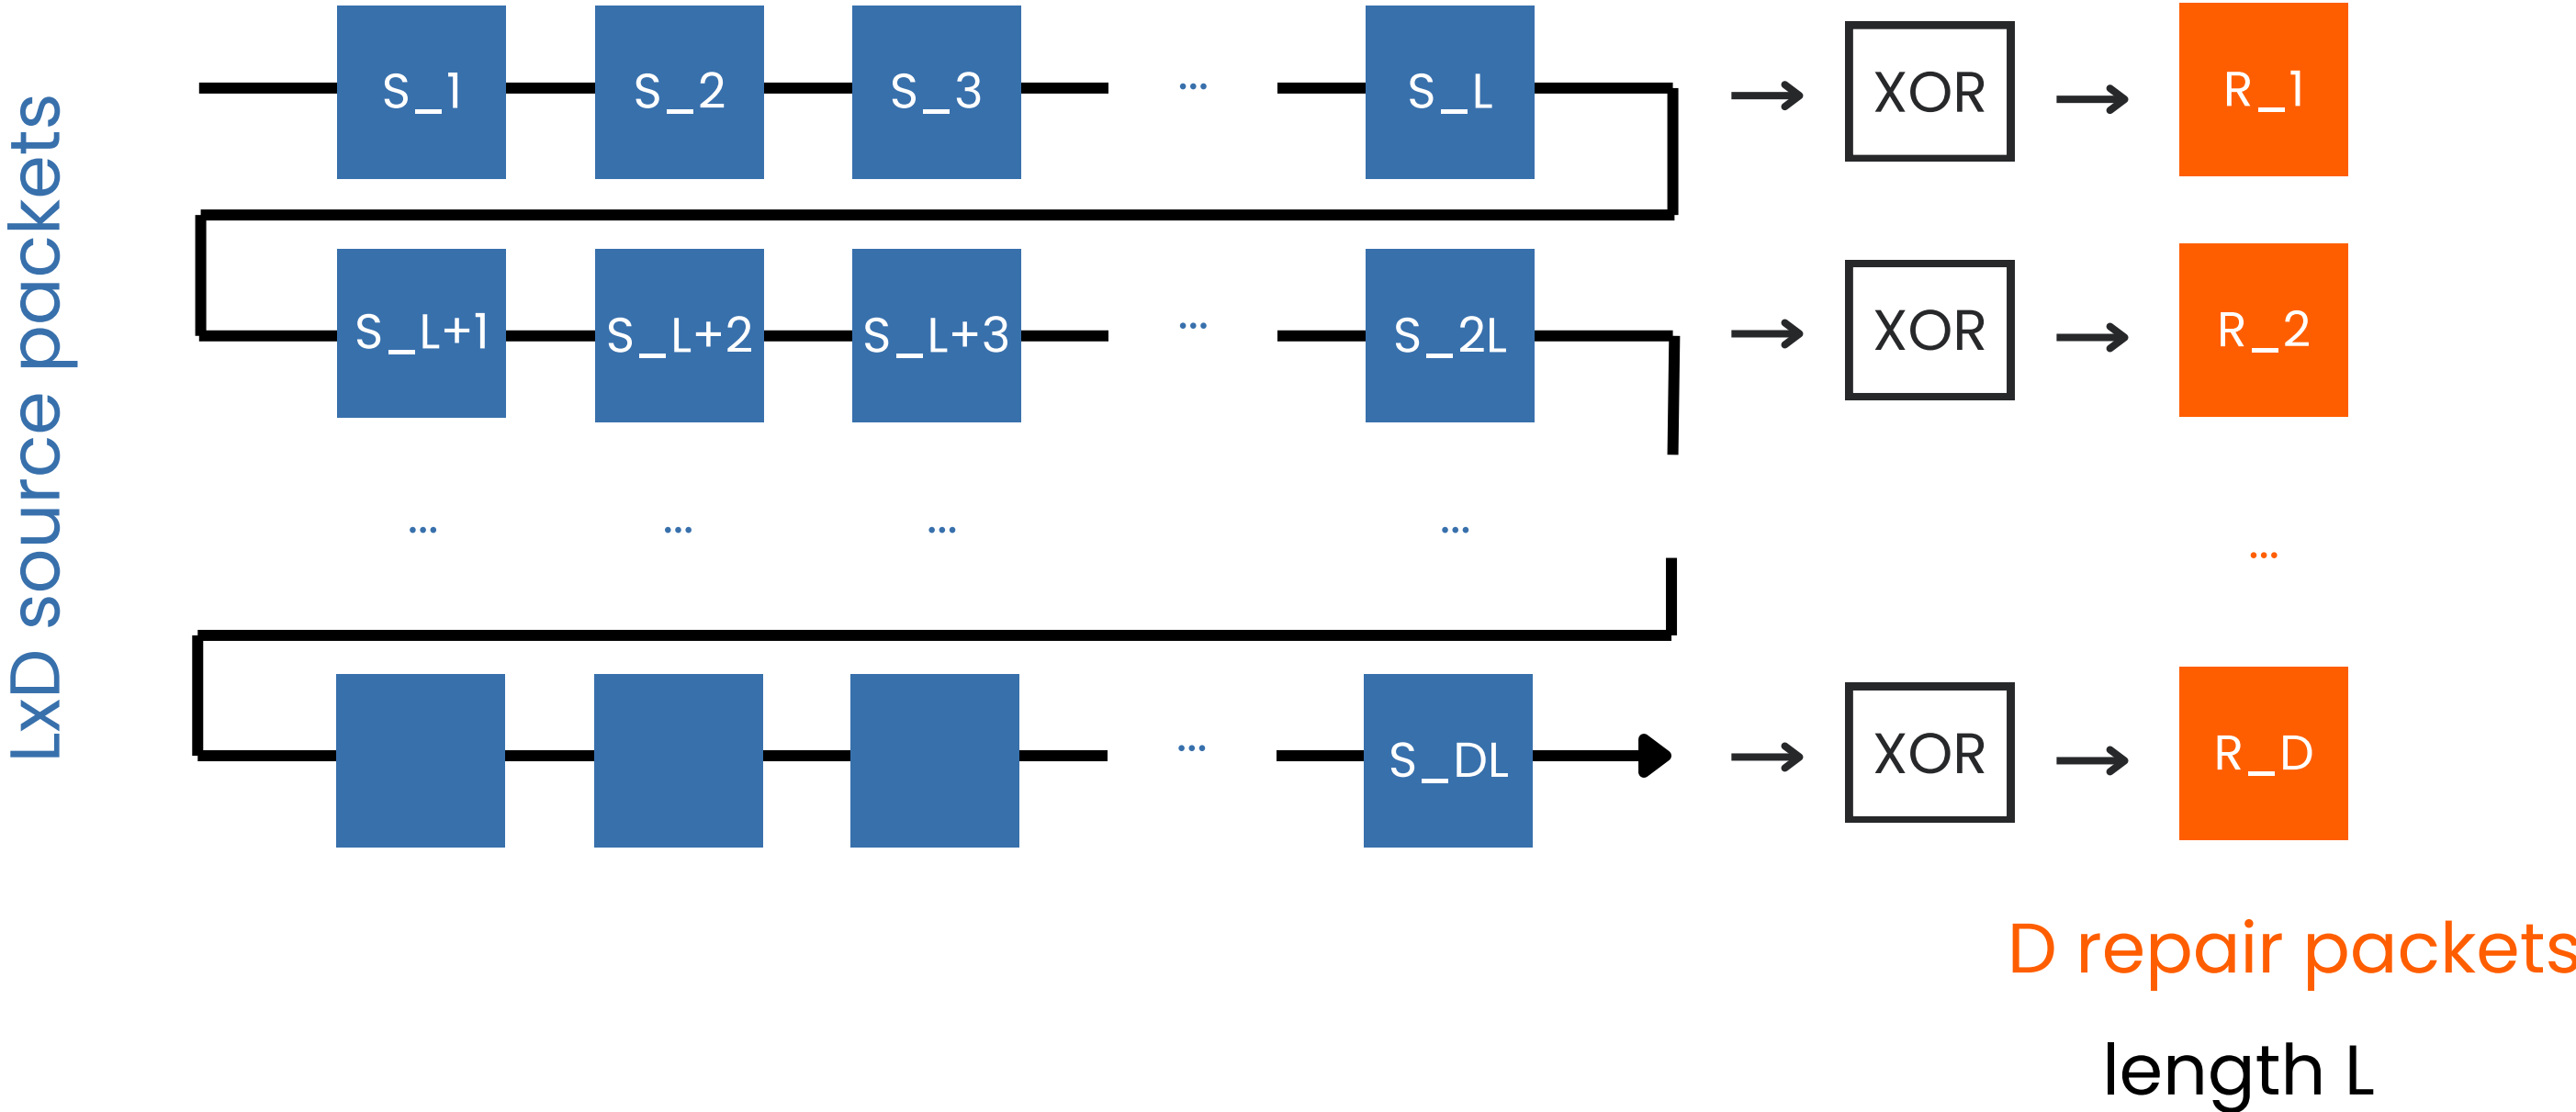 LxD source packets
S_1 S_2 S_3 ... S_L XOR R_1
S_L+1 S_L+2 S_L+3 ... S_2L XOR R_2
... ... ... ... ...
... S_DL XOR R_D
D repair packets
length L